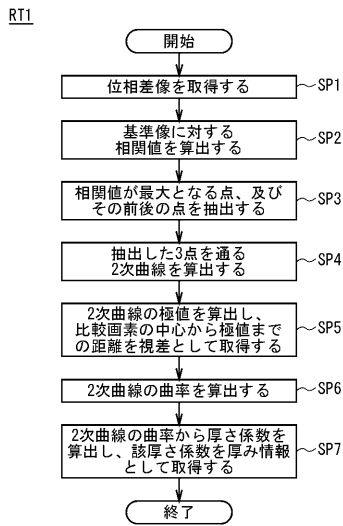 RT1
開始
位相差像を取得する
SP1
基準像に対する
相関値を算出する
SP2
相関値が最大となる点、及び
その前後の点を抽出する
SP3
抽出した3点を通る
2次曲線を算出する
SP4
2次曲線の極値を算出し、
比較画素の中心から極値まで
の距離を視差として取得する
SP5
2次曲線の曲率を算出する
SP6
2次曲線の曲率から厚さ係数を
算出し、該厚さ係数を厚み情報
として取得する
SP7
終了